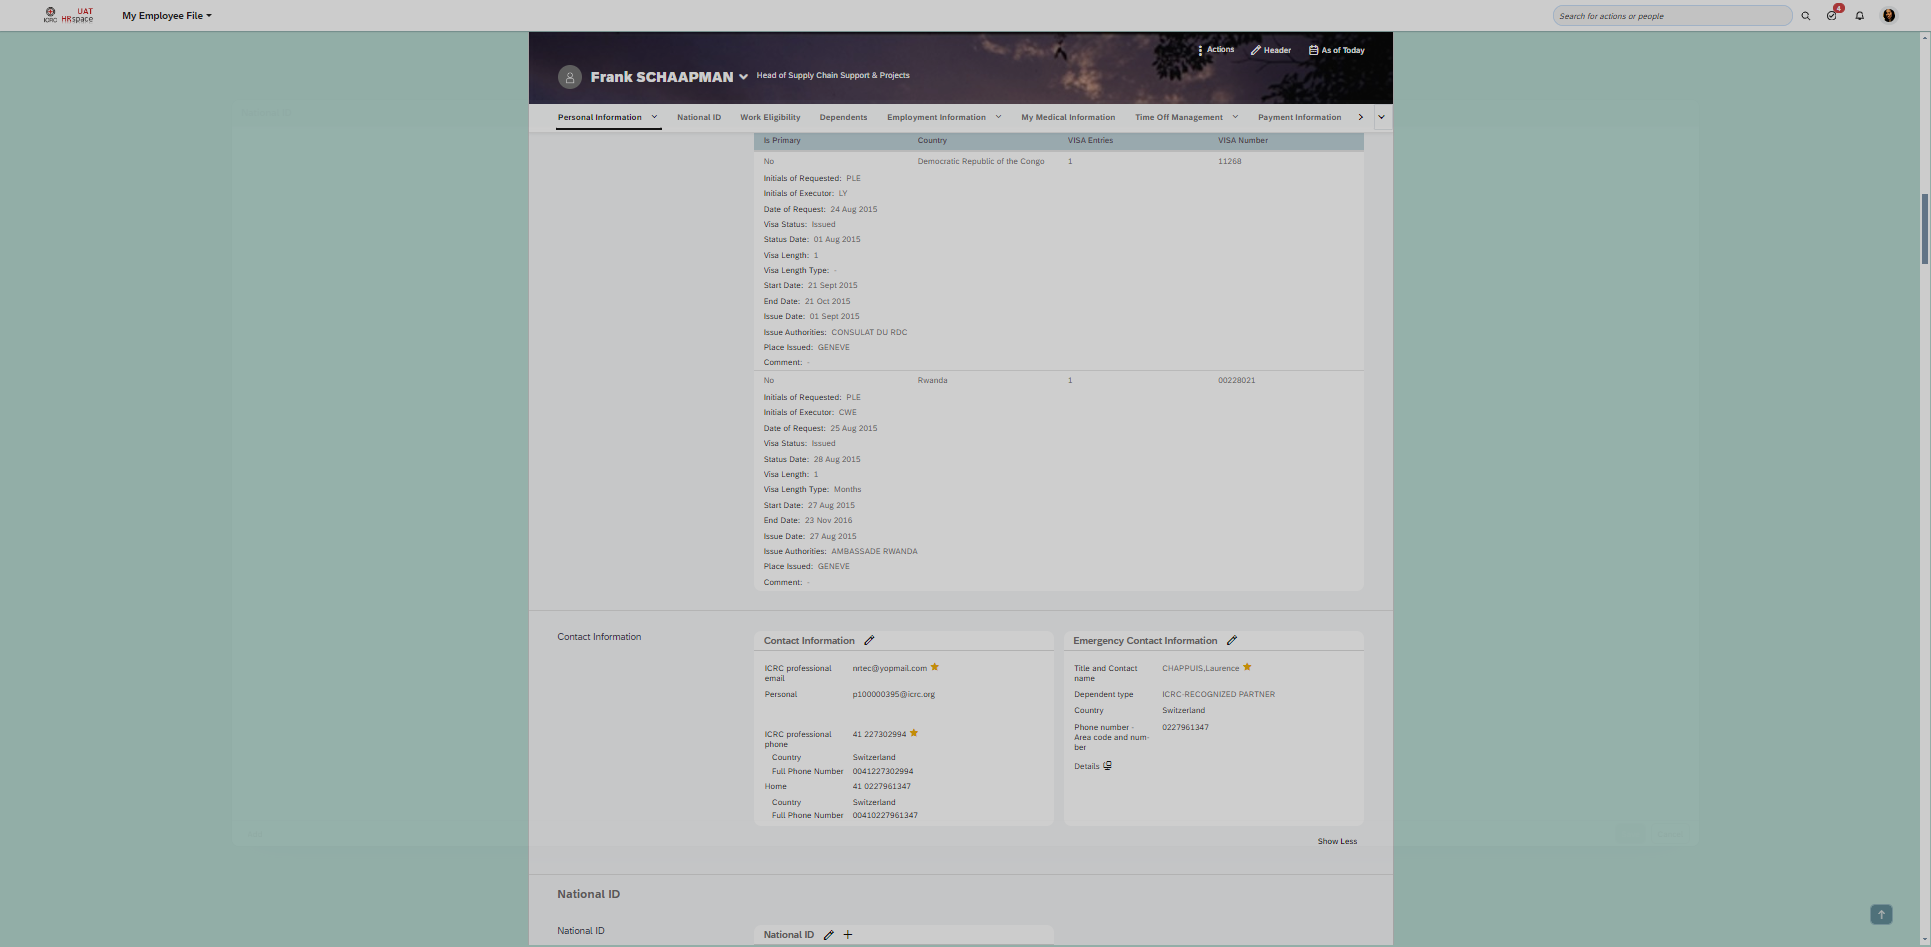 ICRC
UAT
HRspace
My Employee File
Search for actions or people
4
Actions
Header
As of Today
Frank SCHAAPMAN
Head of Supply Chain Support & Projects
Personal Information
National ID
Work Eligibility
Dependents
Employment Information
My Medical Information
Time Off Management
Payment Information
Is Primary Country VISA Entries VISA Number
No Democratic Republic of the Congo 1 11268
Initials of Requested: PLE
Initials of Executor: LY
Date of Request: 24 Aug 2015
Visa Status: Issued
Status Date: 01 Aug 2015
Visa Length: 1
Visa Length Type: -
Start Date: 21 Sept 2015
End Date: 21 Oct 2015
Issue Date: 01 Sept 2015
Issue Authorities: CONSULAT DU RDC
Place Issued: GENEVE
Comment: -
No Rwanda 1 00228021
Initials of Requested: PLE
Initials of Executor: CWE
Date of Request: 25 Aug 2015
Visa Status: Issued
Status Date: 28 Aug 2015
Visa Length: 1
Visa Length Type: Months
Start Date: 27 Aug 2015
End Date: 23 Nov 2016
Issue Date: 27 Aug 2015
Issue Authorities: AMBASSADE RWANDA
Place Issued: GENEVE
Comment: -
Contact Information
Contact Information
ICRC professional nrtec@yopmail.com
email
Personal p100000395@icrc.org
ICRC professional 41 227302994
phone
Country Switzerland
Full Phone Number 0041227302994
Home 41 0227961347
Country Switzerland
Full Phone Number 00410227961347
Emergency Contact Information
Title and Contact CHAPPUIS,Laurence
name
Dependent type ICRC-RECOGNIZED PARTNER
Country Switzerland
Phone number - 0227961347
Area code and num-
ber
Details
Show Less
National ID
National ID
National ID